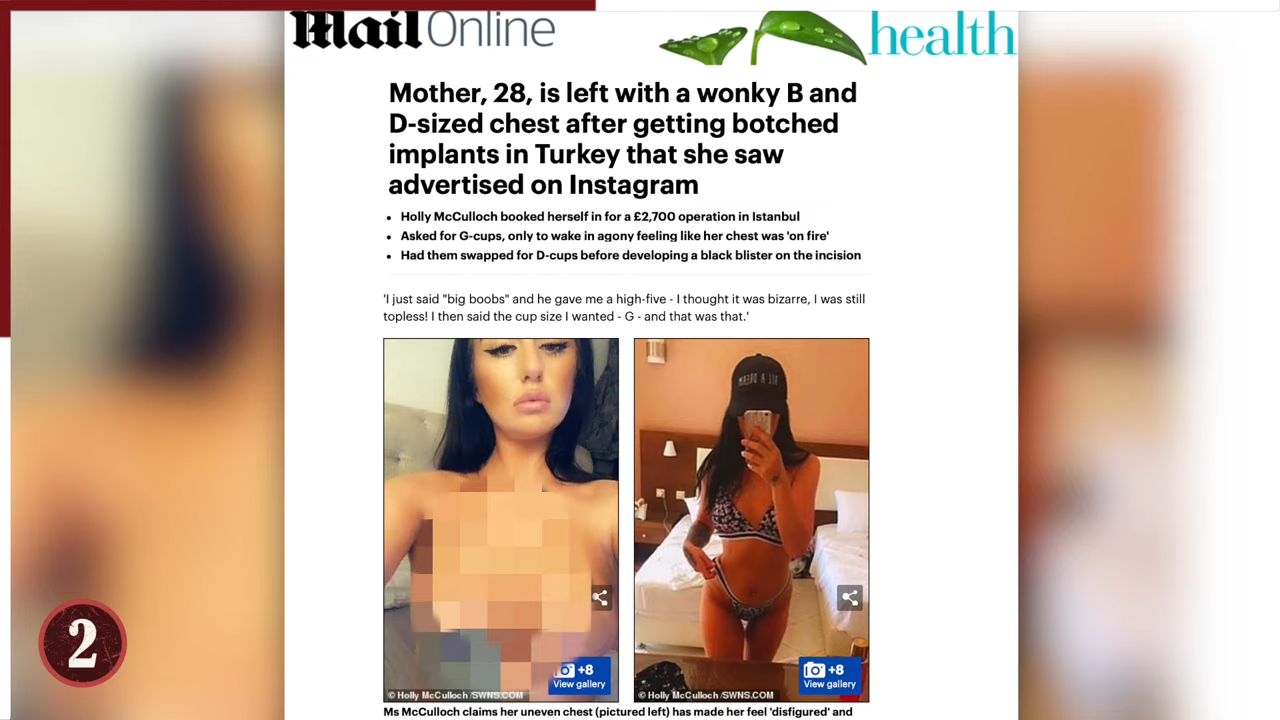 Mail Online
health
Mother, 28, is left with a wonky B and
D-sized chest after getting botched
implants in Turkey that she saw
advertised on Instagram
• Holly McCulloch booked herself in for a £2,700 operation in Istanbul
• Asked for G-cups, only to wake in agony feeling like her chest was 'on fire'
• Had them swapped for D-cups before developing a black blister on the incision
'I just said "big boobs" and he gave me a high-five - I thought it was bizarre, I was still
topless! I then said the cup size I wanted - G - and that was that.'
+8
View gallery
© Holly McCulloch /SWNS.COM
+8
View gallery
© Holly McCulloch /SWNS.COM
Ms McCulloch claims her uneven chest (pictured left) has made her feel 'disfigured' and
2